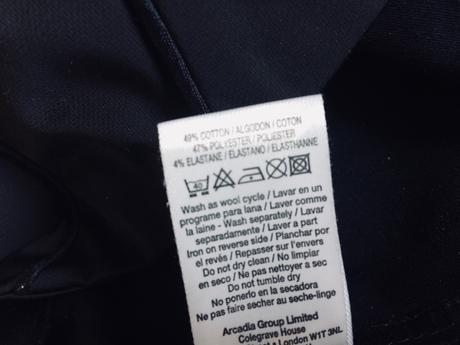 49% COTTON / ALGODON / COTON
47% POLYESTER / POLIESTER
4% ELASTANE / ELASTANO / ELASTHANNE
40
Wash as wool cycle / Lavar en un
programe para lana / Laver comme
la laine - Wash separately / Lavar
separadamente / Laver a part
Iron on reverse side / Planchar por
el revés / Repasser sur l'envers
Do not dry clean / No limpiar
en seco / Ne pas nettoyer a sec
Do not tumble dry
No ponerlo en la secadora
Ne pas faire secher au seche-linge
Arcadia Group Limited
Colegrave House
London W1T 3NL